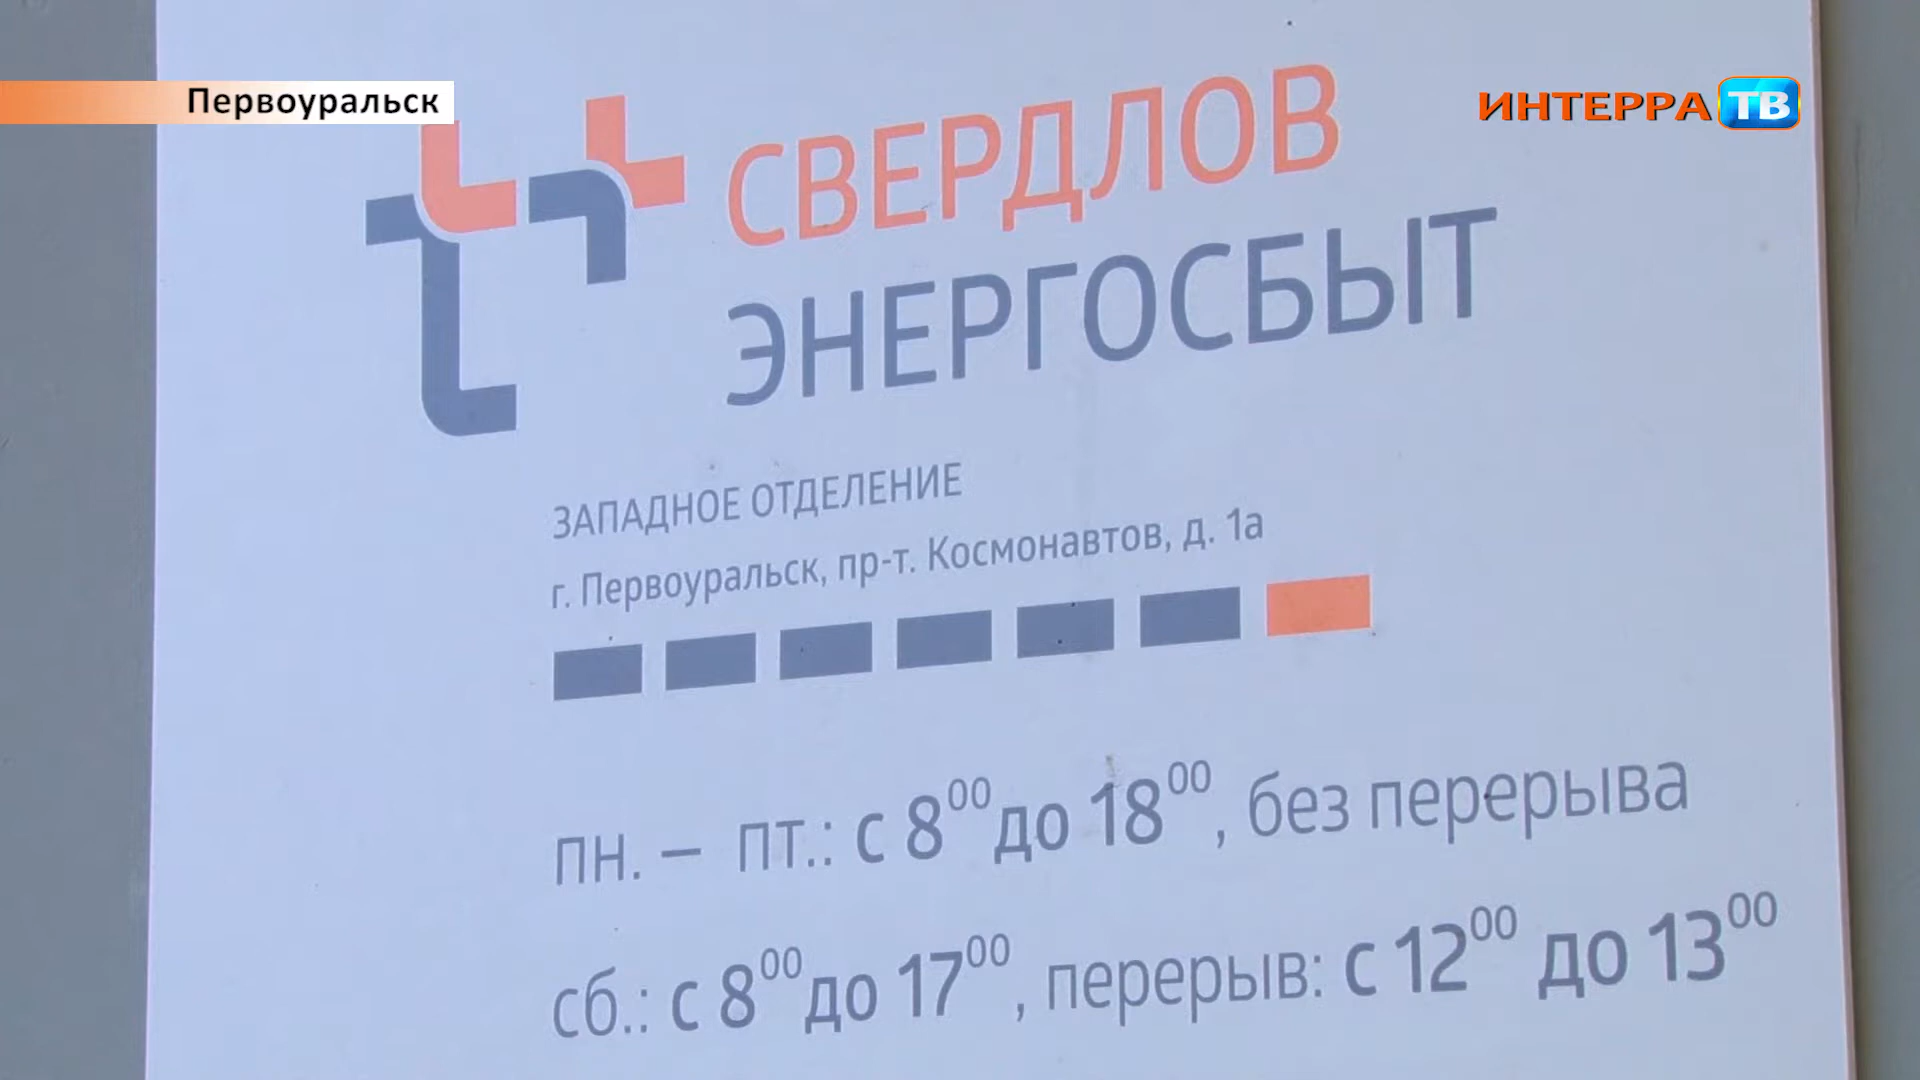 Первоуральск
ИНТЕРРА ТВ
СВЕРДЛОВ
ЭНЕРГОСБЫТ
ЗАПАДНОЕ ОТДЕЛЕНИЕ
г. Первоуральск, пр-т. Космонавтов, д. 1а
пн. – пт.: с 8⁰⁰ до 18⁰⁰, без перерыва
сб.: с 8⁰⁰ до 17⁰⁰, перерыв: с 12⁰⁰ до 13⁰⁰